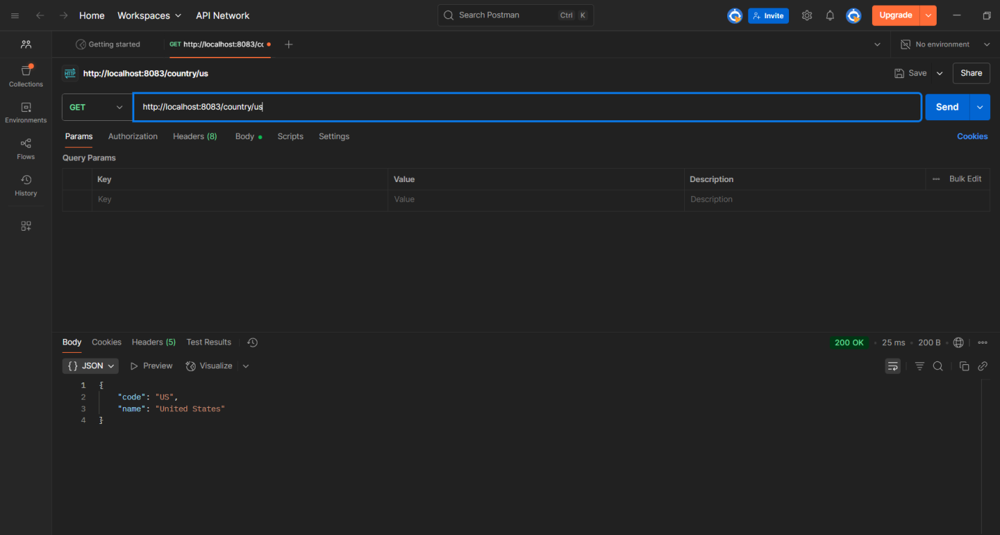 Home Workspaces API Network Search Postman Ctrl K Invite Upgrade
Getting started GET http://localhost:8083/cc No environment
HTTP http://localhost:8083/country/us Save Share
Collections
GET http://localhost:8083/country/us Send
Environments
Params Authorization Headers (8) Body Scripts Settings Cookies
Flows
Query Params
Key Value Description Bulk Edit
History
Key Value Description
Body Cookies Headers (5) Test Results 200 OK 25 ms 200 B
{} JSON Preview Visualize
1 {
2 "code": "US",
3 "name": "United States"
4 }